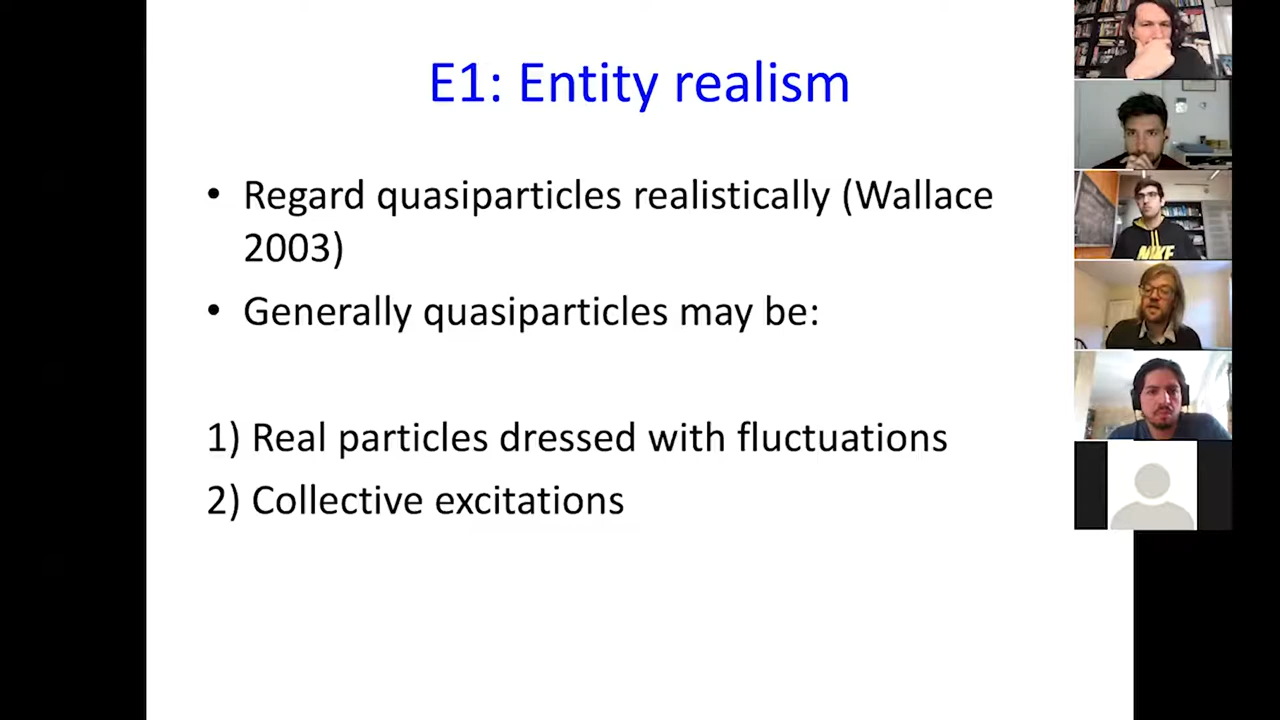 E1: Entity realism
• Regard quasiparticles realistically (Wallace
2003)
• Generally quasiparticles may be:
1) Real particles dressed with fluctuations
2) Collective excitations
NIKE